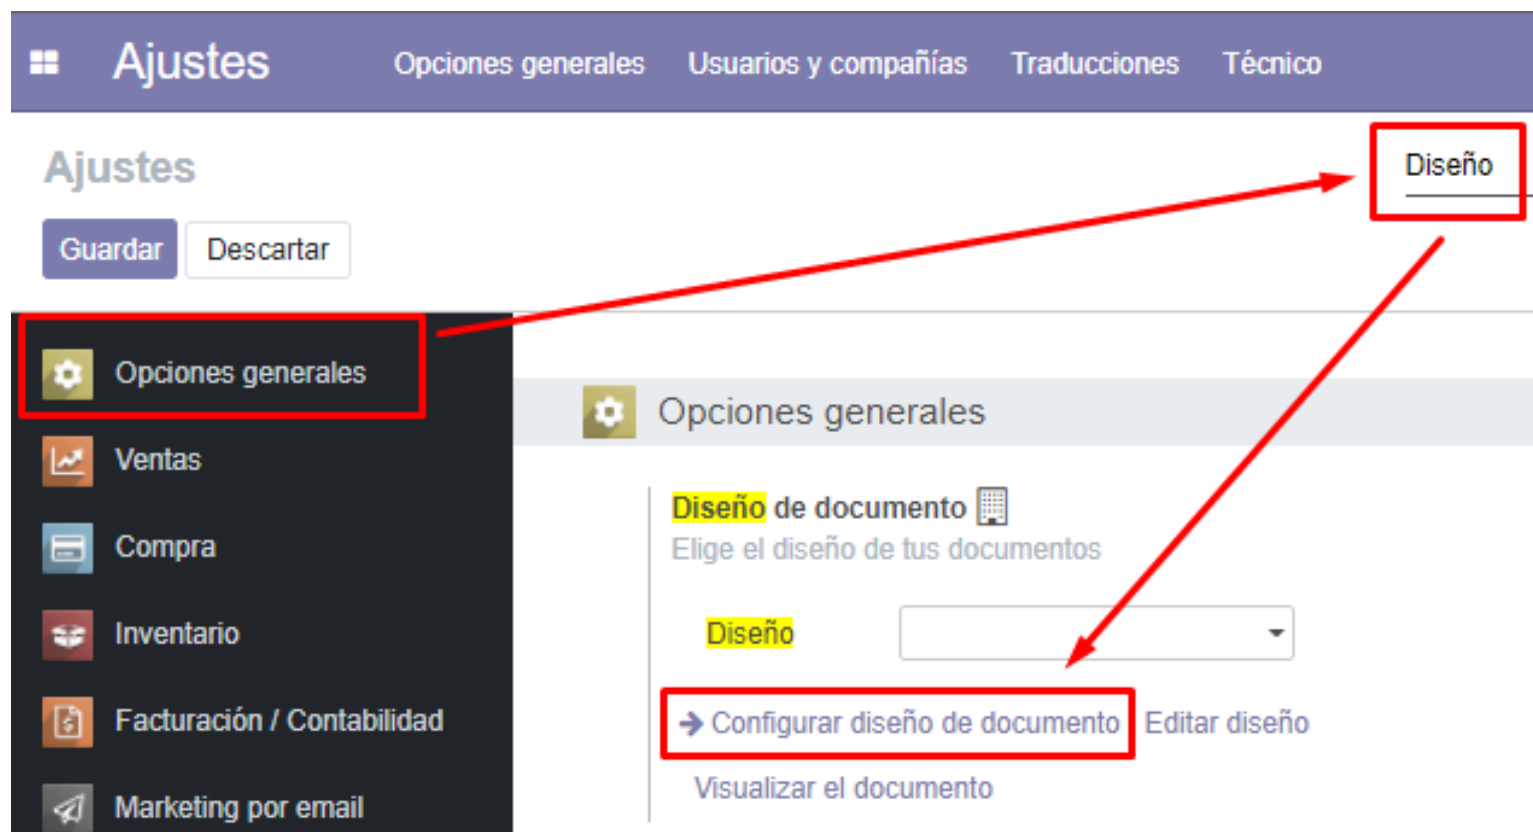 Ajustes Opciones generales Usuarios y compañías Traducciones Técnico
Ajustes
Diseño
Guardar Descartar
Opciones generales
Ventas
Compra
Inventario
Facturación / Contabilidad
Marketing por email
Opciones generales
Diseño de documento
Elige el diseño de tus documentos
Diseño
Configurar diseño de documento Editar diseño
Visualizar el documento